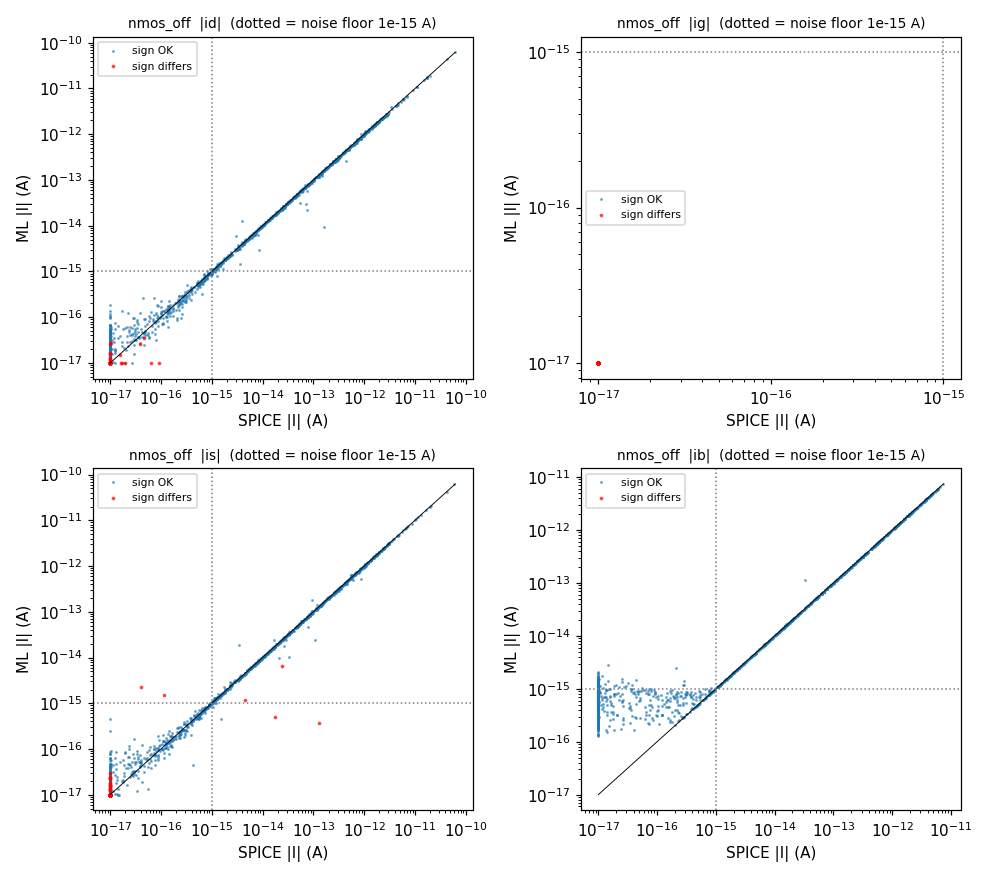 nmos_off |id| (dotted = noise floor 1e-15 A)
sign OK
sign differs
ML |I| (A)
10⁻¹⁰
10⁻¹¹
10⁻¹²
10⁻¹³
10⁻¹⁴
10⁻¹⁵
10⁻¹⁶
10⁻¹⁷
10⁻¹⁷ 10⁻¹⁶ 10⁻¹⁵ 10⁻¹⁴ 10⁻¹³ 10⁻¹² 10⁻¹¹ 10⁻¹⁰
SPICE |I| (A)
nmos_off |ig| (dotted = noise floor 1e-15 A)
sign OK
sign differs
ML |I| (A)
10⁻¹⁵
10⁻¹⁶
10⁻¹⁷
10⁻¹⁷ 10⁻¹⁶ 10⁻¹⁵
SPICE |I| (A)
nmos_off |is| (dotted = noise floor 1e-15 A)
sign OK
sign differs
ML |I| (A)
10⁻¹⁰
10⁻¹¹
10⁻¹²
10⁻¹³
10⁻¹⁴
10⁻¹⁵
10⁻¹⁶
10⁻¹⁷
10⁻¹⁷ 10⁻¹⁶ 10⁻¹⁵ 10⁻¹⁴ 10⁻¹³ 10⁻¹² 10⁻¹¹ 10⁻¹⁰
SPICE |I| (A)
nmos_off |ib| (dotted = noise floor 1e-15 A)
sign OK
sign differs
ML |I| (A)
10⁻¹¹
10⁻¹²
10⁻¹³
10⁻¹⁴
10⁻¹⁵
10⁻¹⁶
10⁻¹⁷
10⁻¹⁷ 10⁻¹⁶ 10⁻¹⁵ 10⁻¹⁴ 10⁻¹³ 10⁻¹² 10⁻¹¹
SPICE |I| (A)